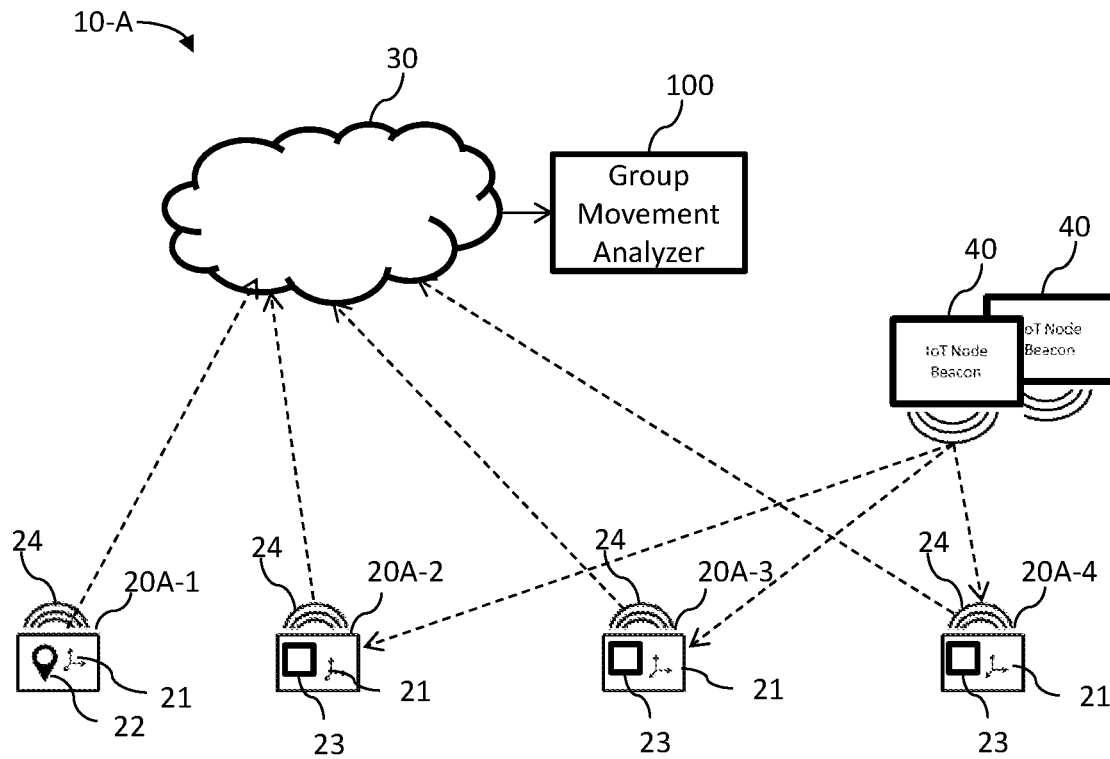 10-A
30
100
Group
Movement
Analyzer
40
40
IoT Node
Beacon
oT Node
Beacon
24
20A-1
24
20A-2
24
20A-3
24
20A-4
21
22
21
23
21
23
21
23